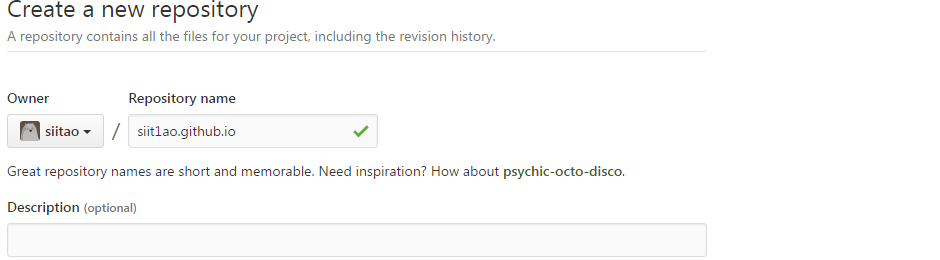 Create a new repository
A repository contains all the files for your project, including the revision history.
Owner Repository name
siitao / siit1ao.github.io
Great repository names are short and memorable. Need inspiration? How about psychic-octo-disco.
Description (optional)